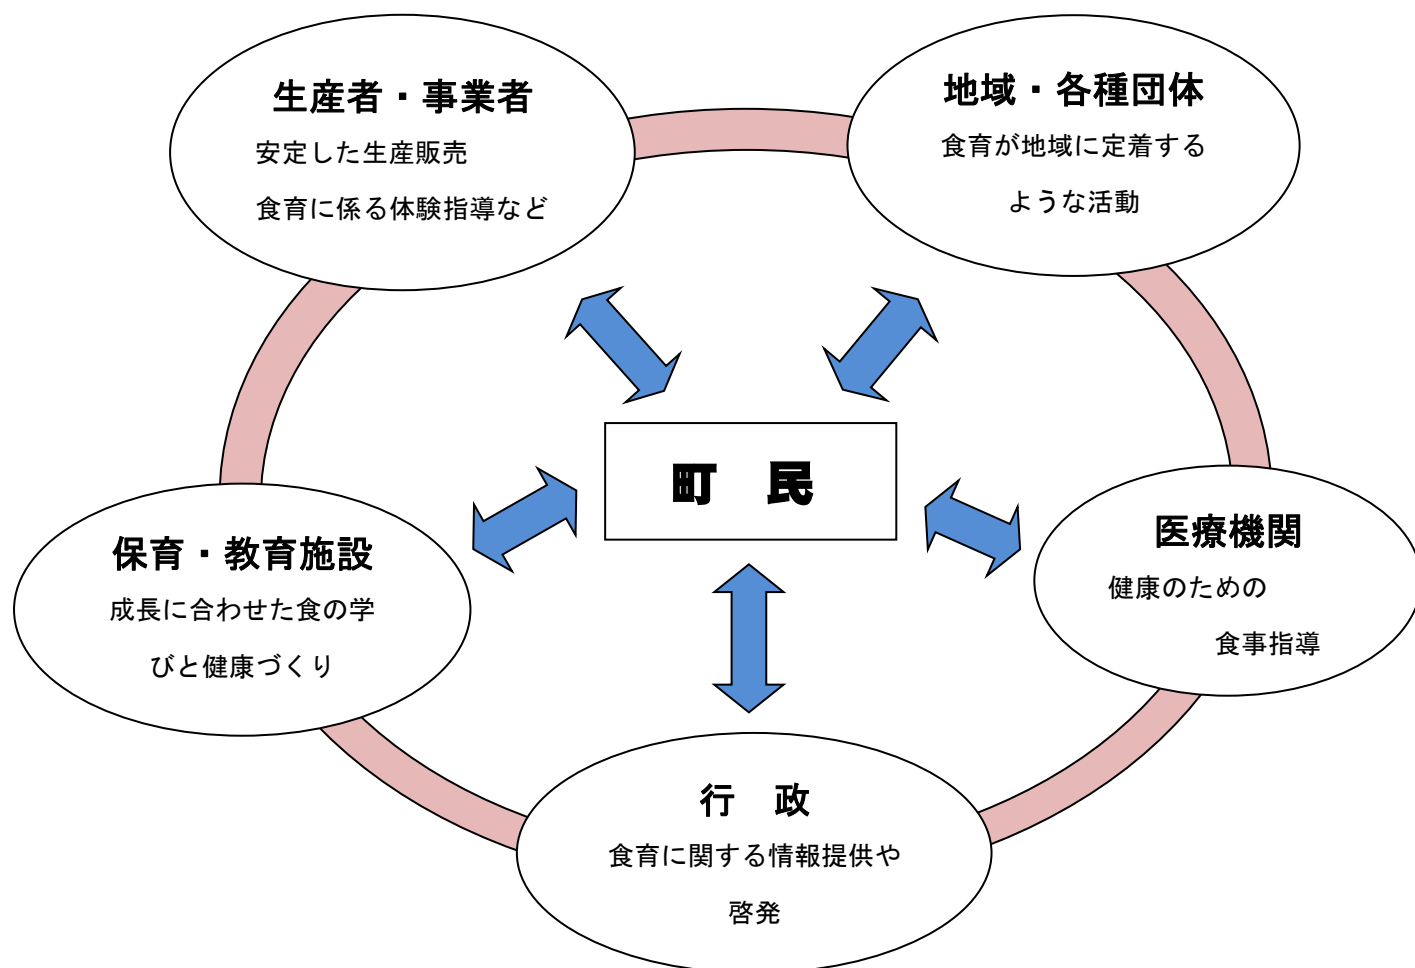 生産者・事業者
安定した生産販売
食育に係る体験指導など
地域・各種団体
食育が地域に定着する
ような活動
町　民
保育・教育施設
成長に合わせた食の学
びと健康づくり
医療機関
健康のための
食事指導
行　政
食育に関する情報提供や
啓発